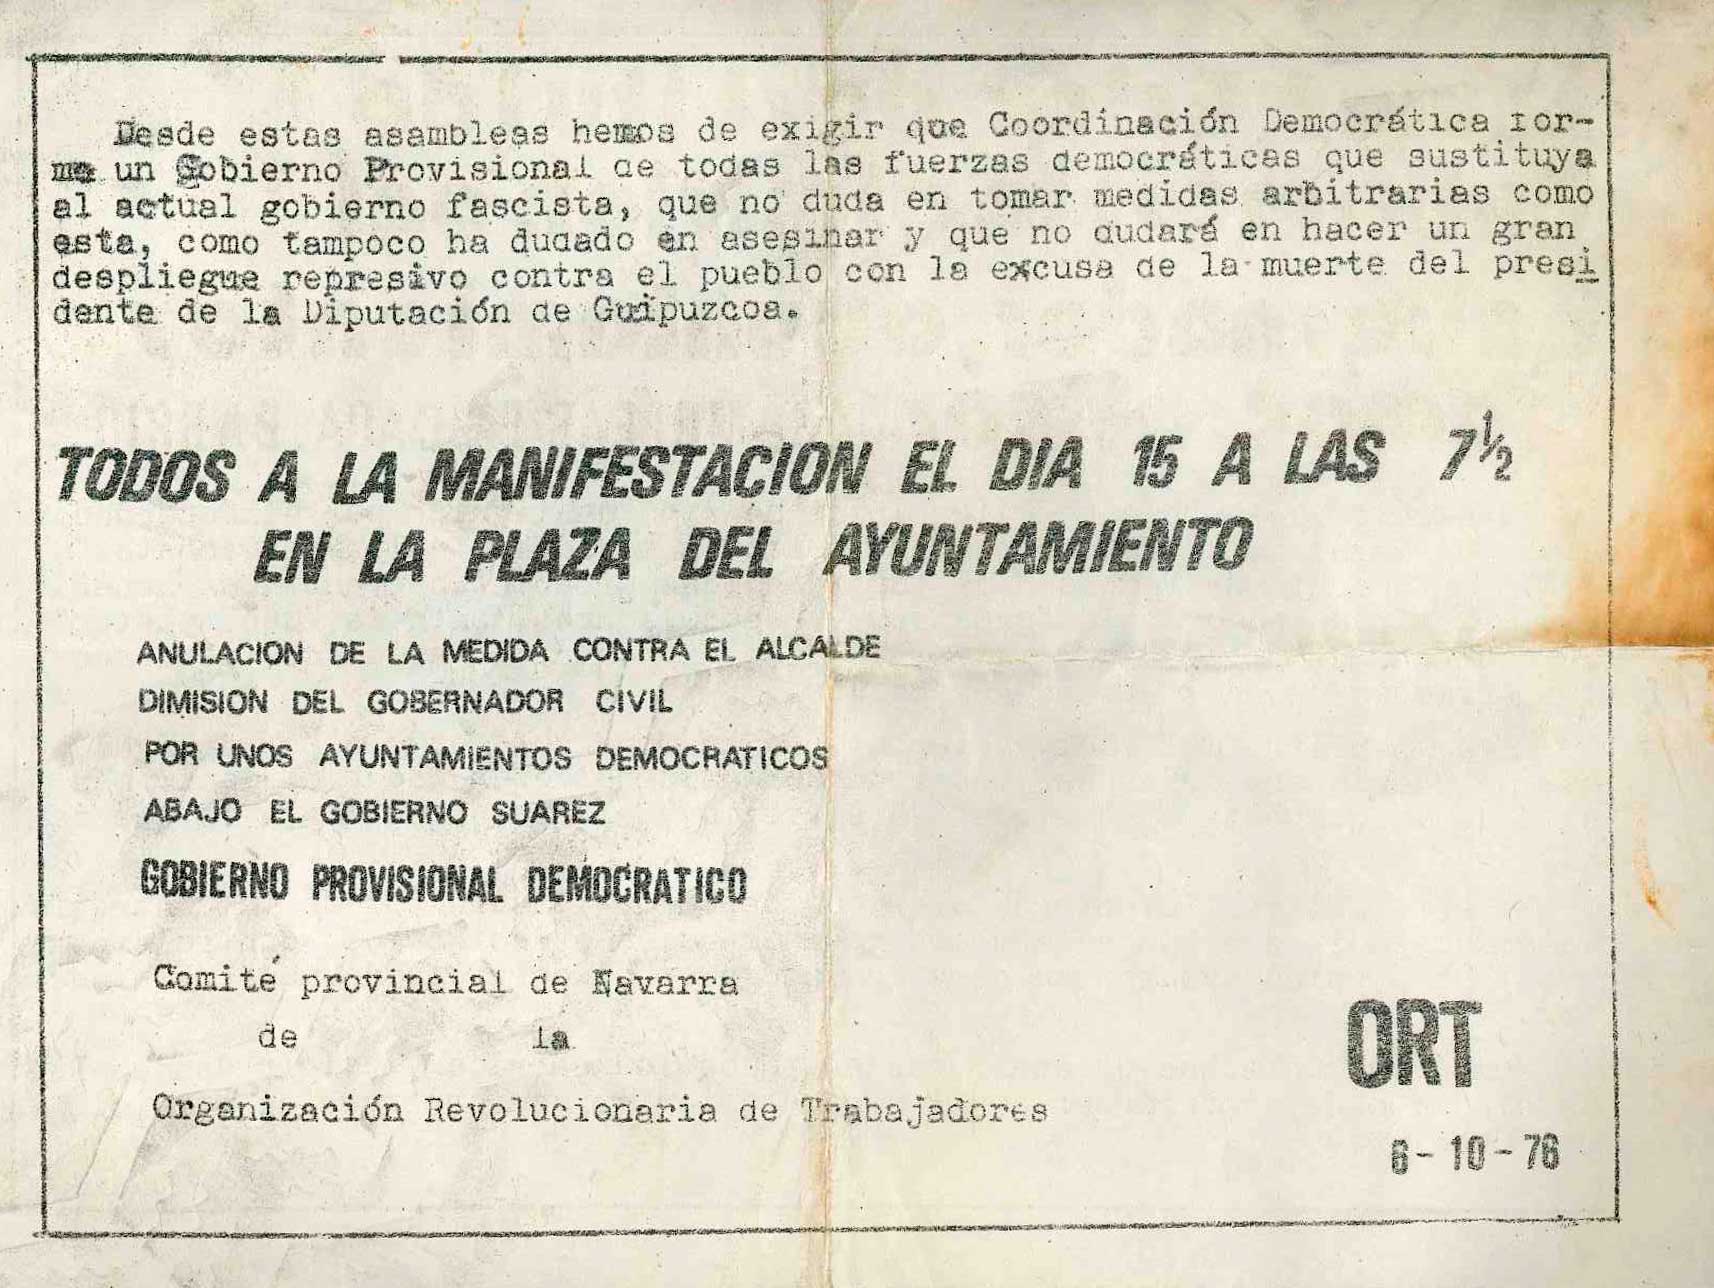 Desde estas asambleas hemos de exigir que Coordinación Democrática for-
ma un Gobierno Provisional de todas las fuerzas democráticas que sustituya
al actual gobierno fascista, que no duda en tomar medidas arbitrarias como
esta, como tampoco ha dudado en asesinar y que no dudará en hacer un gran
despliegue represivo contra el pueblo con la excusa de la muerte del presi
dente de la Diputación de Guipuzcoa.
TODOS A LA MANIFESTACION EL DIA 15 A LAS 7½
EN LA PLAZA DEL AYUNTAMIENTO
ANULACION DE LA MEDIDA CONTRA EL ALCALDE
DIMISION DEL GOBERNADOR CIVIL
POR UNOS AYUNTAMIENTOS DEMOCRATICOS
ABAJO EL GOBIERNO SUAREZ
GOBIERNO PROVISIONAL DEMOCRATICO
Comité provincial de Navarra
de la
Organización Revolucionaria de Trabajadores
ORT
6-10-76